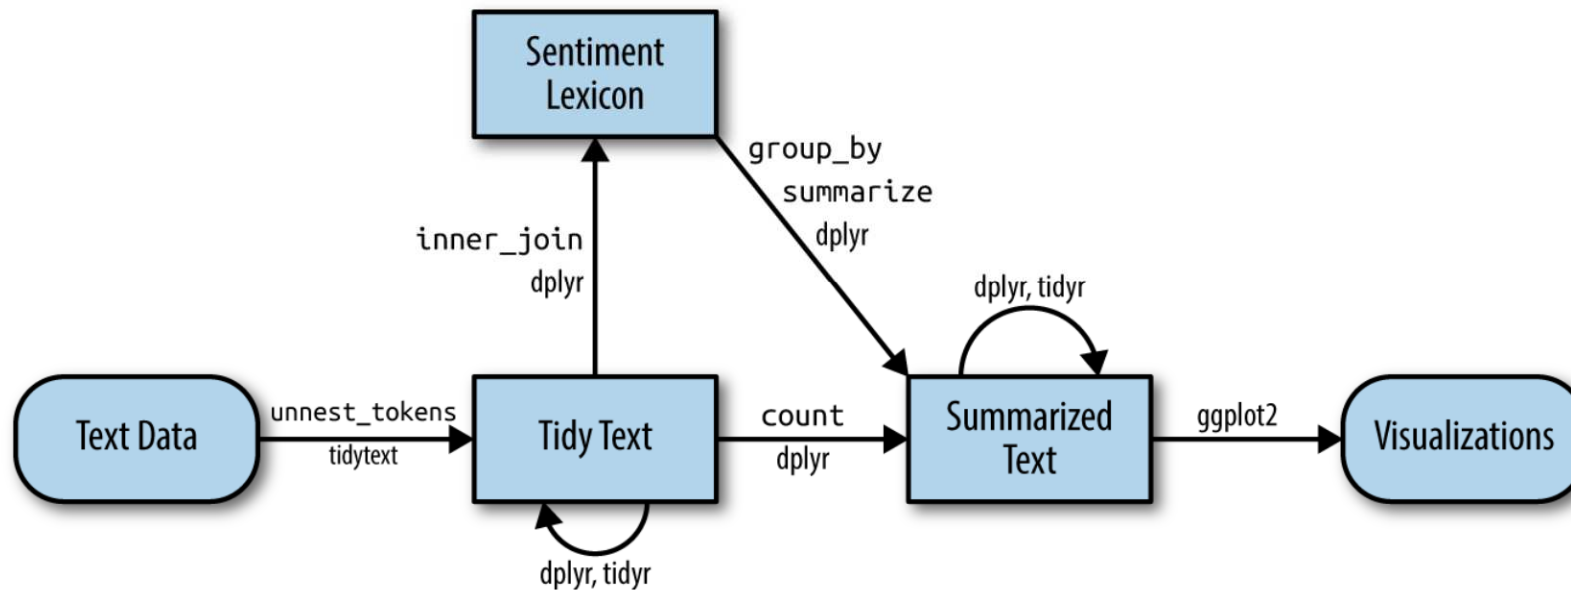 Sentiment
Lexicon
group_by
summarize
dplyr
inner_join
dplyr
dplyr, tidyr
Text Data
unnest_tokens
tidytext
Tidy Text
count
dplyr
Summarized
Text
ggplot2
Visualizations
dplyr, tidyr